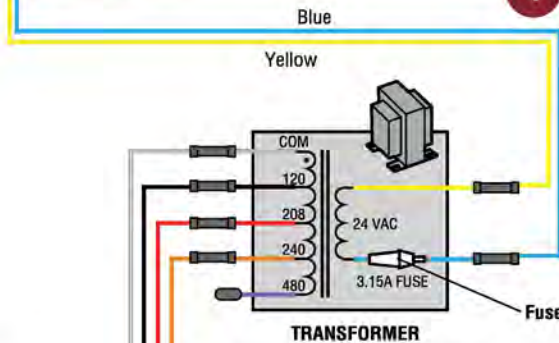 Blue
Yellow
COM
120
208
240
480
24 VAC
3.15A FUSE
Fuse
TRANSFORMER